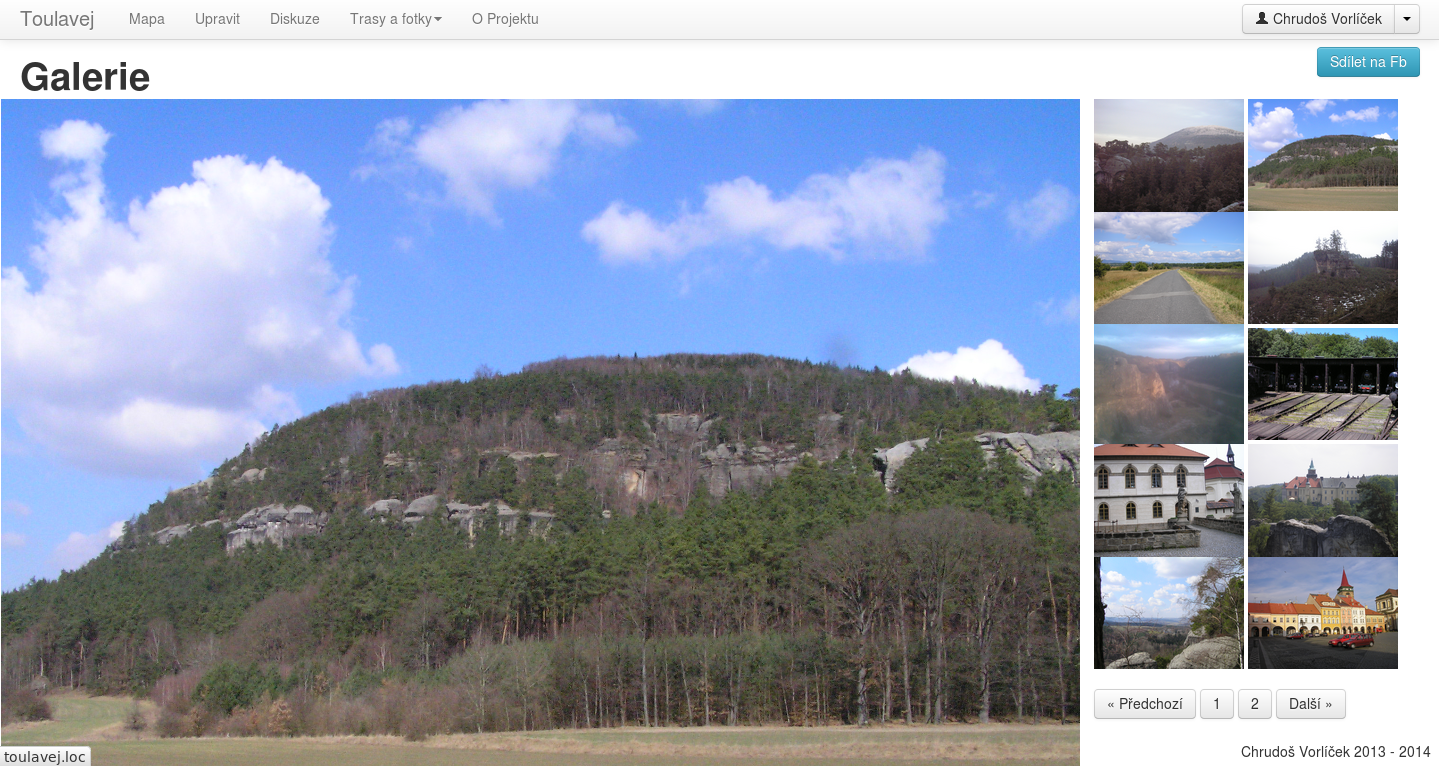 Toulavej Mapa Upravit Diskuze Trasy a fotky O Projektu Chrudoš Vorlíček
Sdílet na Fb
Galerie
« Předchozí 1 2 Další »
toulavej.loc
Chrudoš Vorlíček 2013 - 2014